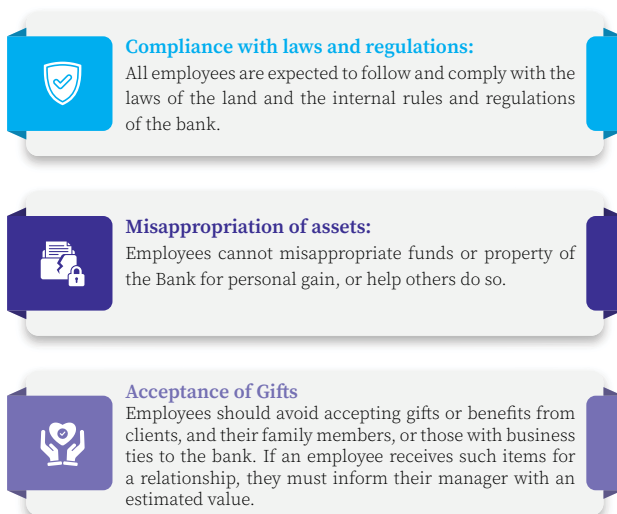 Compliance with laws and regulations:
All employees are expected to follow and comply with the
laws of the land and the internal rules and regulations
of the bank.
Misappropriation of assets:
Employees cannot misappropriate funds or property of
the Bank for personal gain, or help others do so.
Acceptance of Gifts
Employees should avoid accepting gifts or benefits from
clients, and their family members, or those with business
ties to the bank. If an employee receives such items for
a relationship, they must inform their manager with an
estimated value.